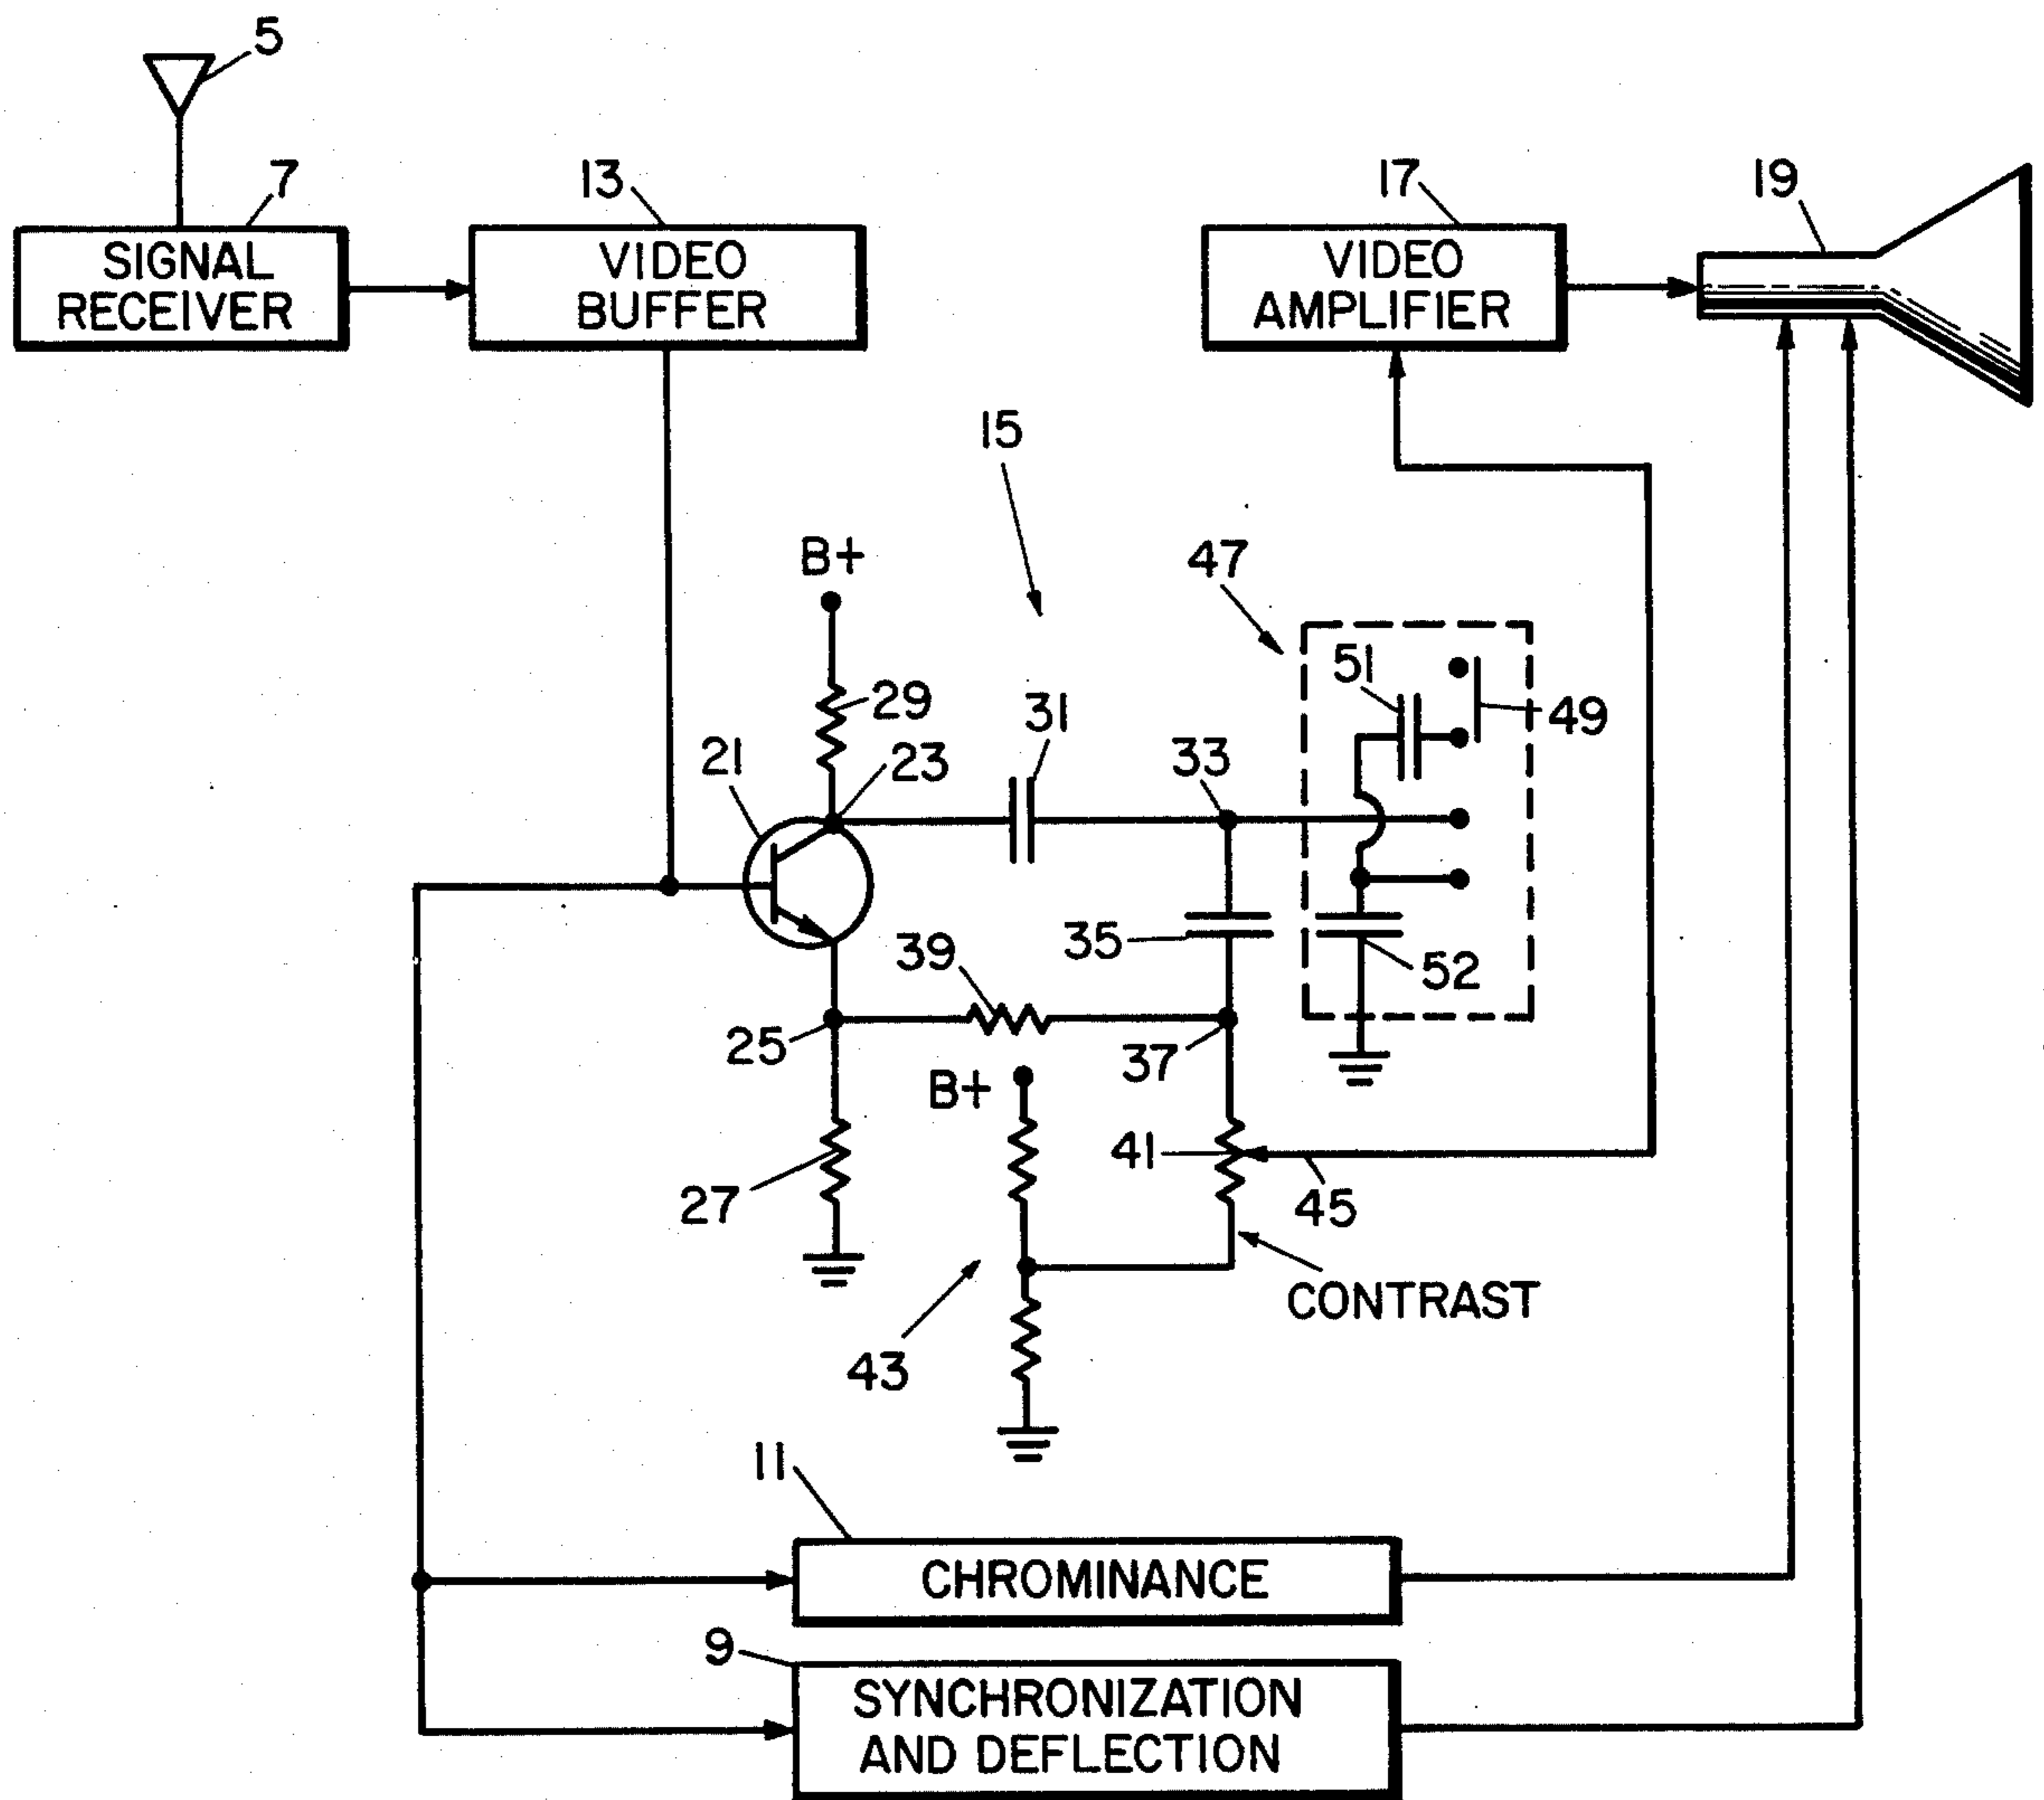 5
7
13
17
19
SIGNAL
RECEIVER
VIDEO
BUFFER
VIDEO
AMPLIFIER
15
B+
47
51
29
31
49
21
23
33
39
35
52
25
37
B+
41
27
45
CONTRAST
43
11
CHROMINANCE
9
SYNCHRONIZATION
AND DEFLECTION